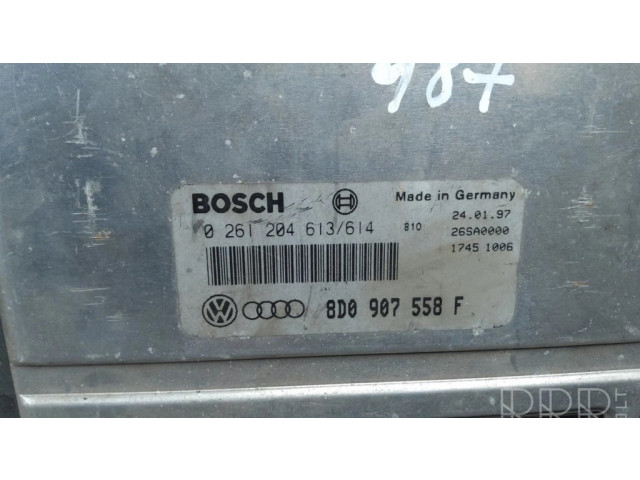 987
BOSCH
Made in Germany
0 261 204 613/614
810
24.01.97
26SA0000
1745 1006
8D0 907 558 F
RRR